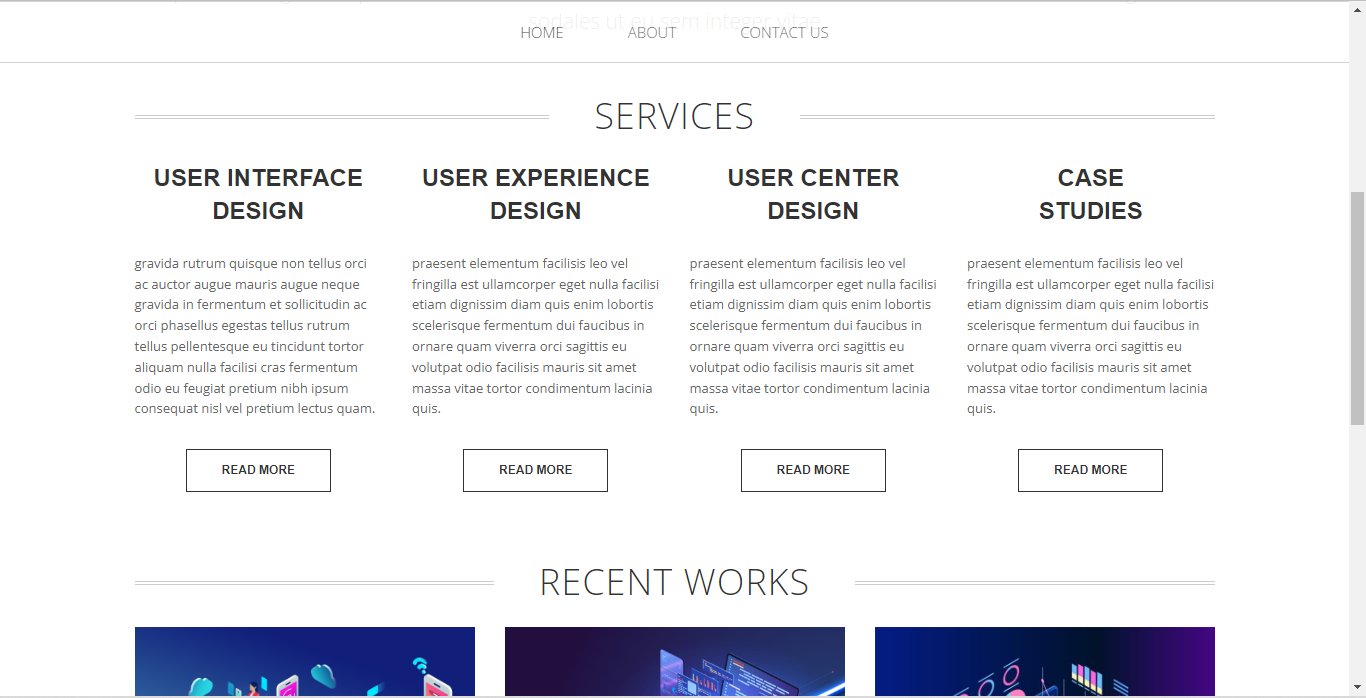 sodales ut eu sem integer vitae
HOME ABOUT CONTACT US
SERVICES
USER INTERFACE
DESIGN
gravida rutrum quisque non tellus orci
ac auctor augue mauris augue neque
gravida in fermentum et sollicitudin ac
orci phasellus egestas tellus rutrum
tellus pellentesque eu tincidunt tortor
aliquam nulla facilisi cras fermentum
odio eu feugiat pretium nibh ipsum
consequat nisl vel pretium lectus quam.
READ MORE
USER EXPERIENCE
DESIGN
praesent elementum facilisis leo vel
fringilla est ullamcorper eget nulla facilisi
etiam dignissim diam quis enim lobortis
scelerisque fermentum dui faucibus in
ornare quam viverra orci sagittis eu
volutpat odio facilisis mauris sit amet
massa vitae tortor condimentum lacinia
quis.
READ MORE
USER CENTER
DESIGN
praesent elementum facilisis leo vel
fringilla est ullamcorper eget nulla facilisi
etiam dignissim diam quis enim lobortis
scelerisque fermentum dui faucibus in
ornare quam viverra orci sagittis eu
volutpat odio facilisis mauris sit amet
massa vitae tortor condimentum lacinia
quis.
READ MORE
CASE
STUDIES
praesent elementum facilisis leo vel
fringilla est ullamcorper eget nulla facilisi
etiam dignissim diam quis enim lobortis
scelerisque fermentum dui faucibus in
ornare quam viverra orci sagittis eu
volutpat odio facilisis mauris sit amet
massa vitae tortor condimentum lacinia
quis.
READ MORE
RECENT WORKS